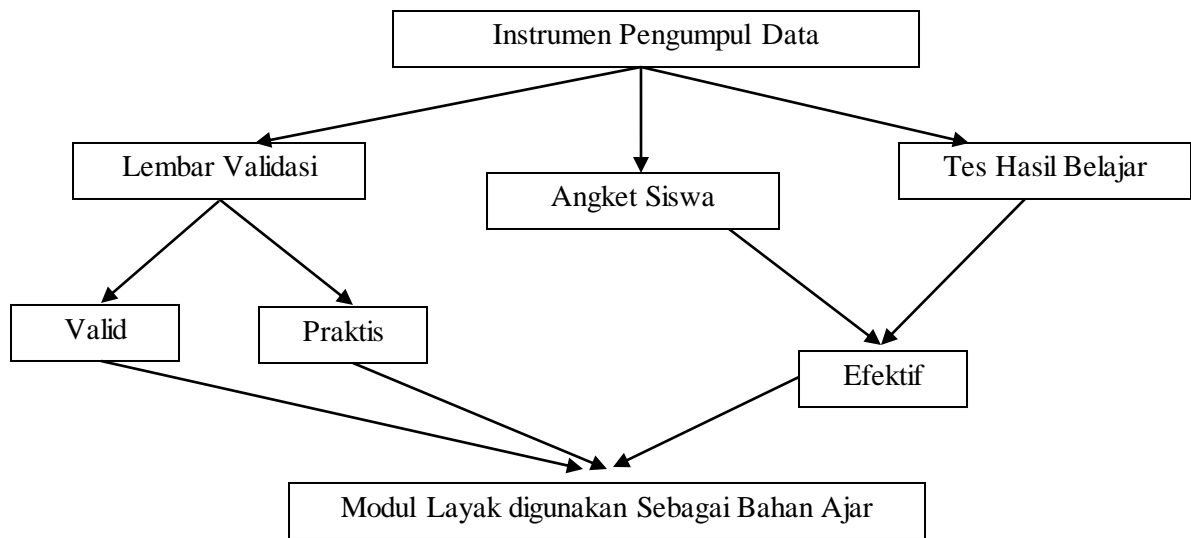 Instrumen Pengumpul Data
Lembar Validasi
Angket Siswa
Tes Hasil Belajar
Valid
Praktis
Efektif
Modul Layak digunakan Sebagai Bahan Ajar